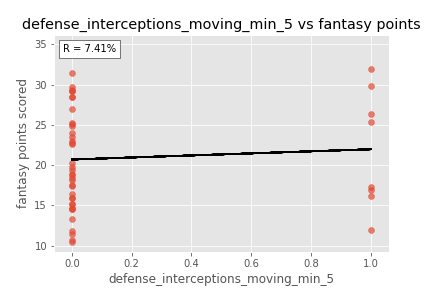 defense_interceptions_moving_min_5 vs fantasy points
R = 7.41%
fantasy points scored
35
30
25
20
15
10
0.0 0.2 0.4 0.6 0.8 1.0
defense_interceptions_moving_min_5